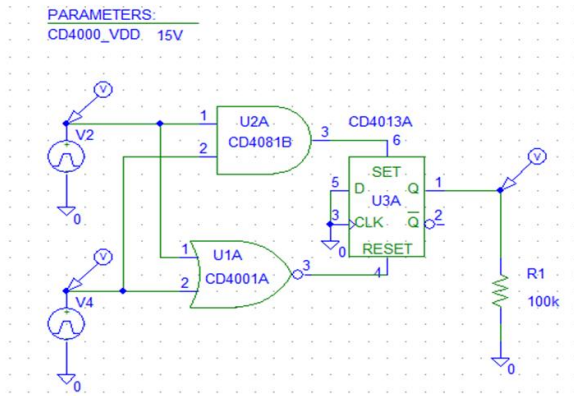 PARAMETERS:
CD4000_VDD 15V
V
V2
0
1
2
U2A
CD4081B
3
CD4013A
6
SET
5
D
Q
1
U3A
3
CLK
Q
2
0
RESET
4
V
V
V4
0
1
2
U1A
CD4001A
3
R1
100k
0